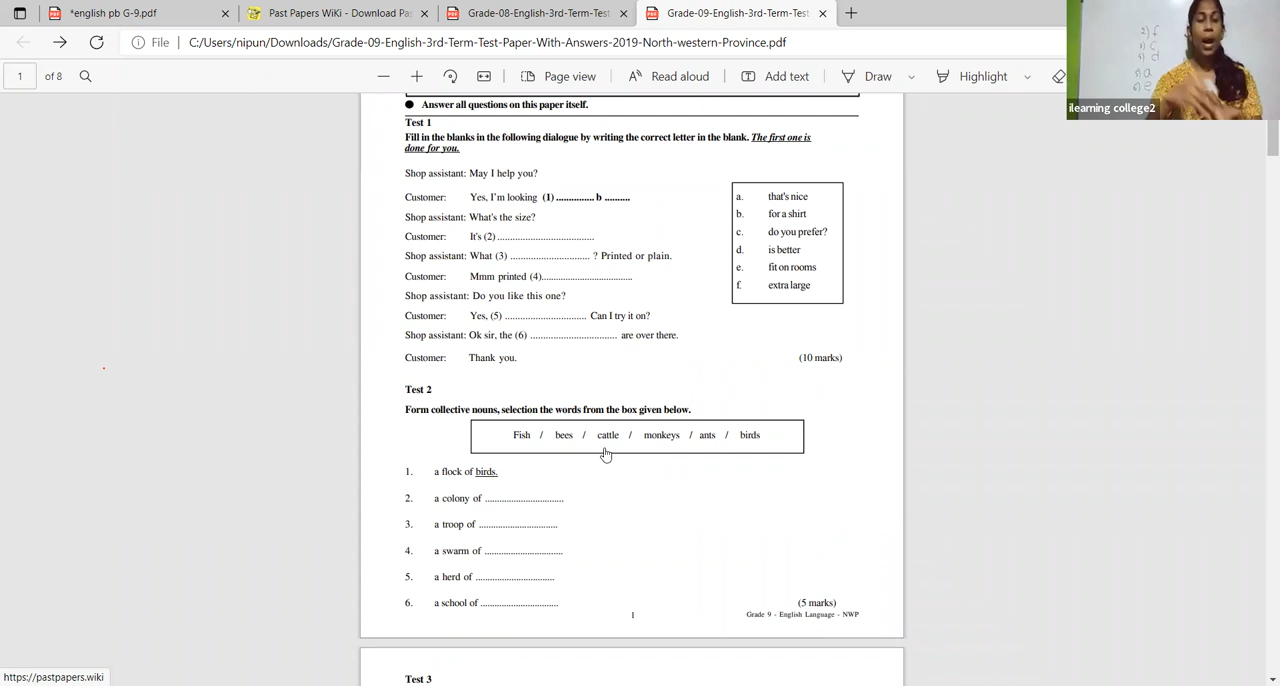 *english pb G-9.pdf
Past Papers WiKi - Download Pa
Grade-08-English-3rd-Term-Test
Grade-09-English-3rd-Term-Test
File
C:/Users/nipun/Downloads/Grade-09-English-3rd-Term-Test-Paper-With-Answers-2019-North-western-Province.pdf
1 of 8
Page view
Read aloud
Add text
Draw
Highlight
2) f
3) c
4) d
5) a
6) e
ilearning college2
● Answer all questions on this paper itself.
Test 1
Fill in the blanks in the following dialogue by writing the correct letter in the blank. The first one is
done for you.
Shop assistant: May I help you?
Customer: Yes, I'm looking (1) ............... b ..........
Shop assistant: What's the size?
Customer: It's (2) ......................................
Shop assistant: What (3) ............................... ? Printed or plain.
Customer: Mmm printed (4)...................................
Shop assistant: Do you like this one?
Customer: Yes, (5) ............................... Can I try it on?
Shop assistant: Ok sir, the (6) ................................. are over there.
Customer: Thank you.
(10 marks)
a. that's nice
b. for a shirt
c. do you prefer?
d. is better
e. fit on rooms
f. extra large
Test 2
Form collective nouns, selection the words from the box given below.
Fish / bees / cattle / monkeys / ants / birds
1. a flock of birds.
2. a colony of ..............................
3. a troop of ..............................
4. a swarm of ..............................
5. a herd of ..............................
6. a school of ..............................
(5 marks)
1
Grade 9 - English Language - NWP
Test 3
https://pastpapers.wiki